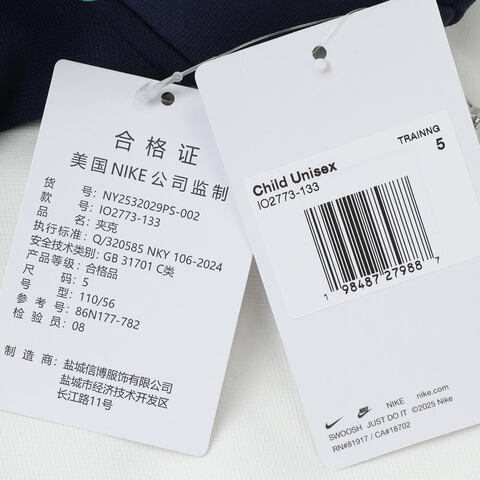 合格证
美国NIKE公司监制
货 号: NY2532029PS-002
款 号: IO2773-133
品 名: 夹克
执行标准: Q/320585 NKY 106-2024
安全技术类别: GB 31701 C类
产品等级: 合格品
尺 码: 5
型: 110/56
参 考 号: 86N177-782
检 验 员: 08
制 造 商: 盐城信博服饰有限公司
盐城市经济技术开发区
长江路11号
TRAINNG
5
Child Unisex
IO2773-133
1 98487 27988 7
NIKE nike.com
SWOOSH JUST DO IT ©2025 Nike
RN#81917 / CA#18702